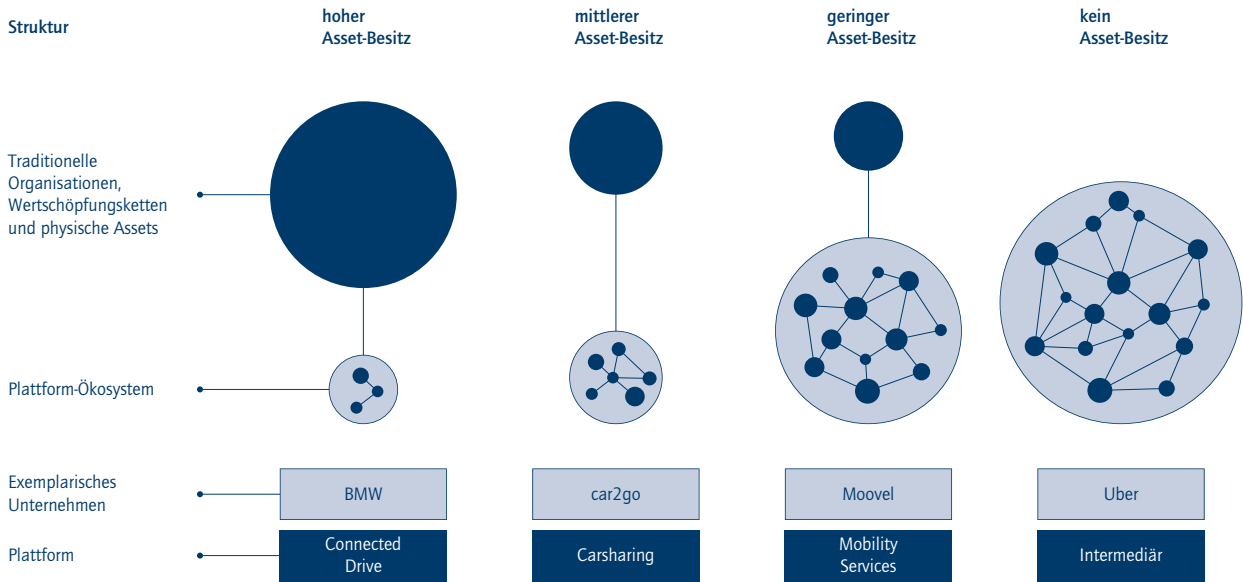 Struktur
hoher
Asset-Besitz
mittlerer
Asset-Besitz
geringer
Asset-Besitz
kein
Asset-Besitz
Traditionelle
Organisationen,
Wertschöpfungsketten
und physische Assets
Plattform-Ökosystem
Exemplarisches
Unternehmen
BMW
car2go
Moovel
Uber
Plattform
Connected
Drive
Carsharing
Mobility
Services
Intermediär